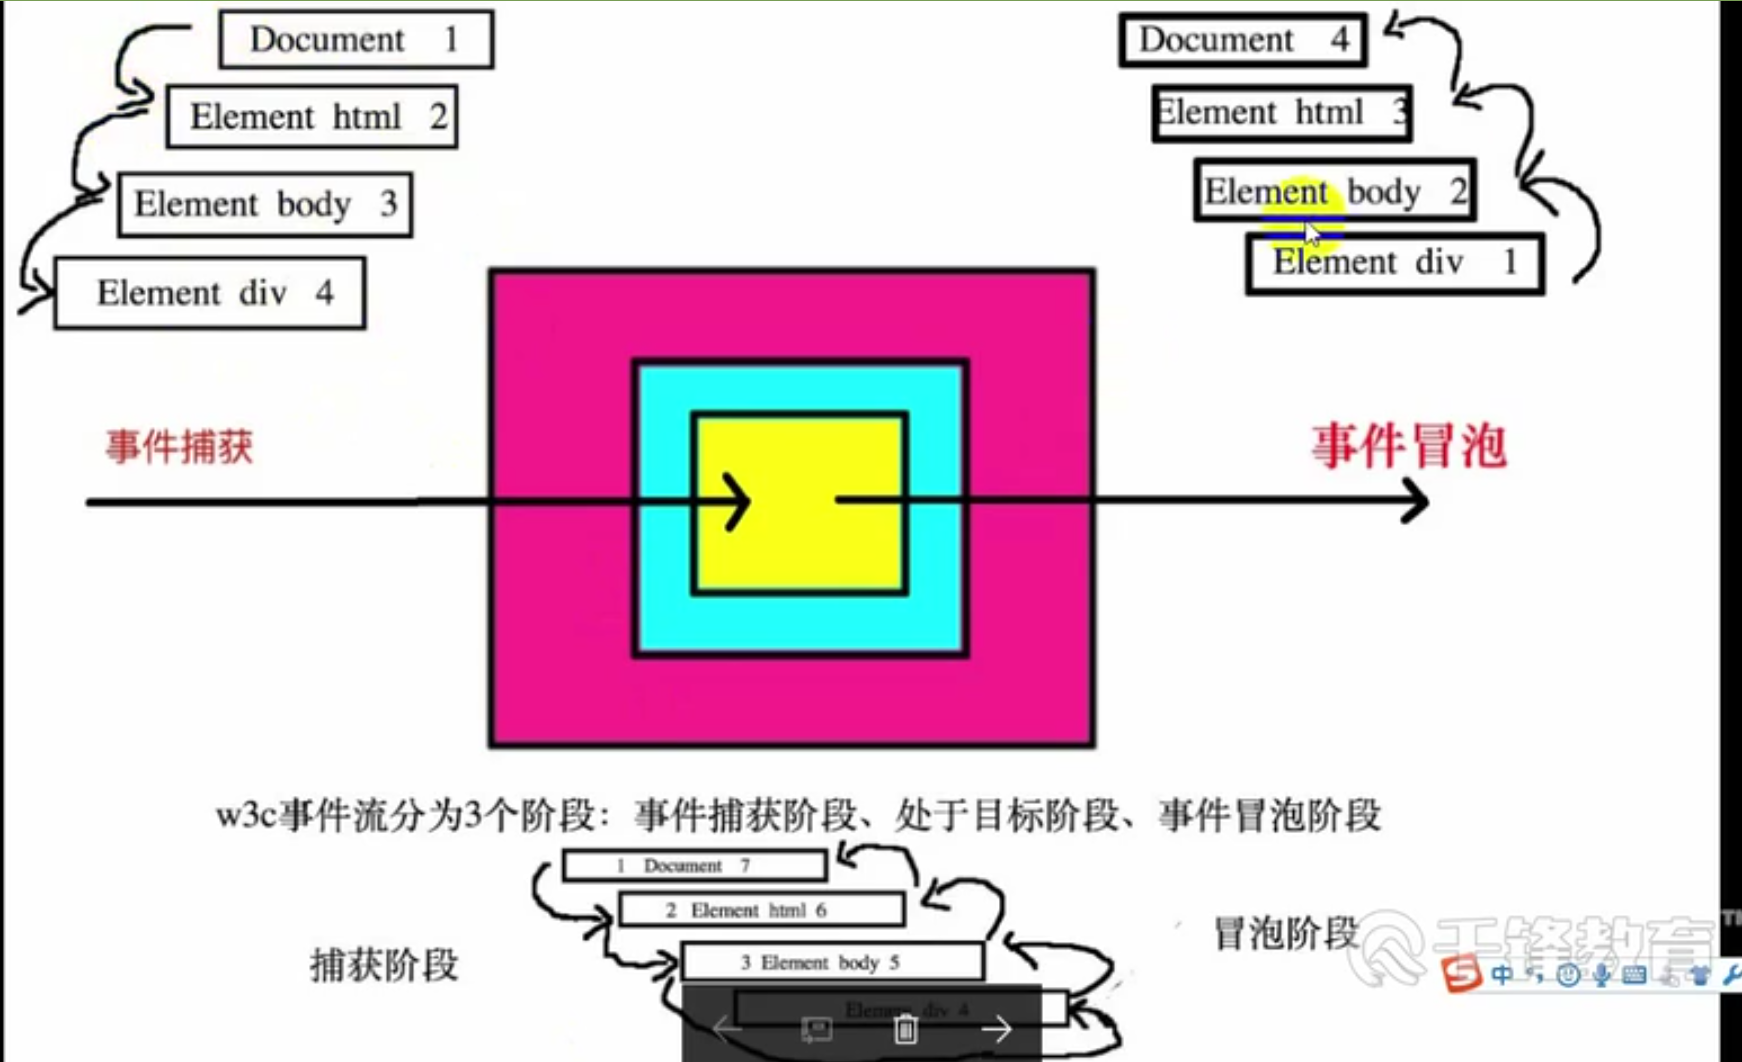 Document 1
Element html 2
Element body 3
Element div 4
Document 4
Element html 3
Element body 2
Element div 1
事件捕获
事件冒泡
w3c事件流分为3个阶段：事件捕获阶段、处于目标阶段、事件冒泡阶段
1 Document 7
2 Element html 6
3 Element body 5
Element div 4
捕获阶段
冒泡阶段
千锋教育
中